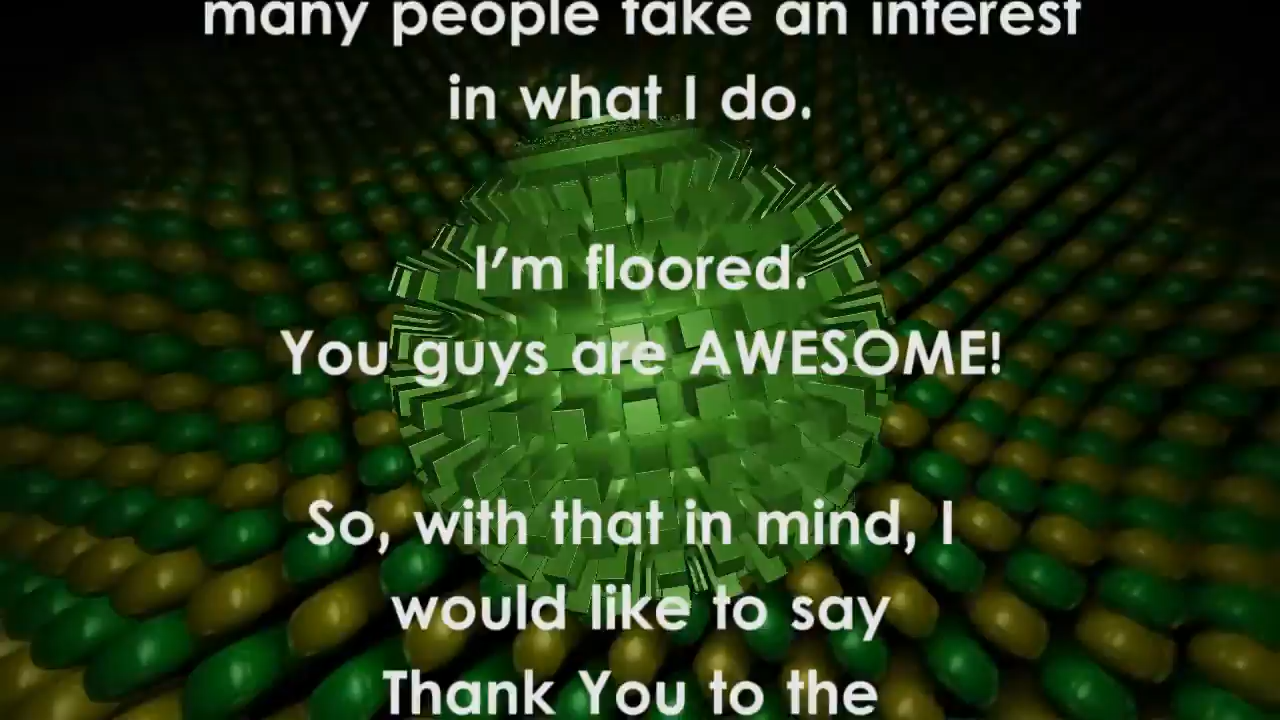 many people take an interest
in what I do.
I'm floored.
You guys are AWESOME!
So, with that in mind, I
would like to say
Thank You to the